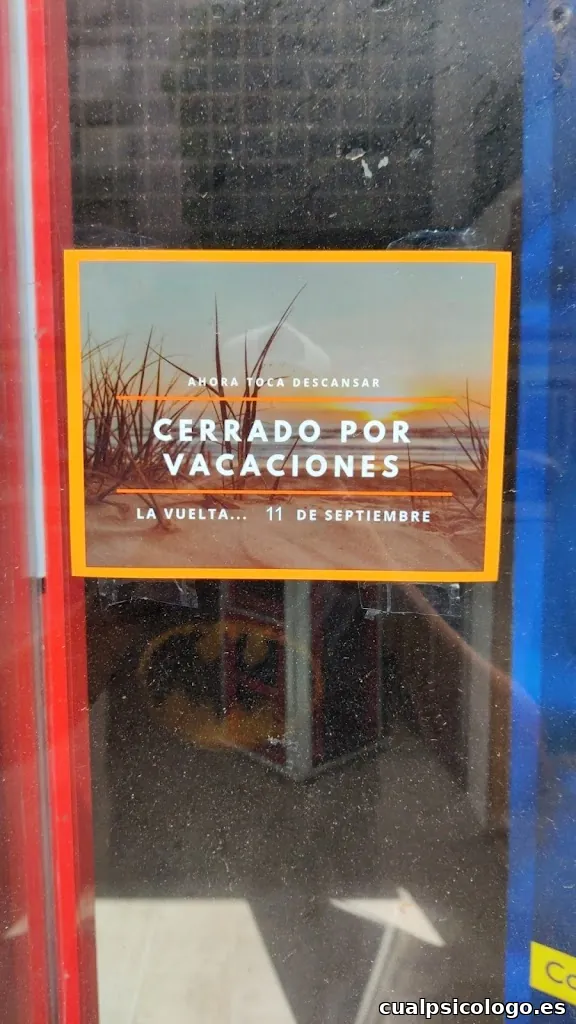 AHORA TOCA DESCANSAR
CERRADO POR
VACACIONES
LA VUELTA... 11 DE SEPTIEMBRE
cualpsicologo.es